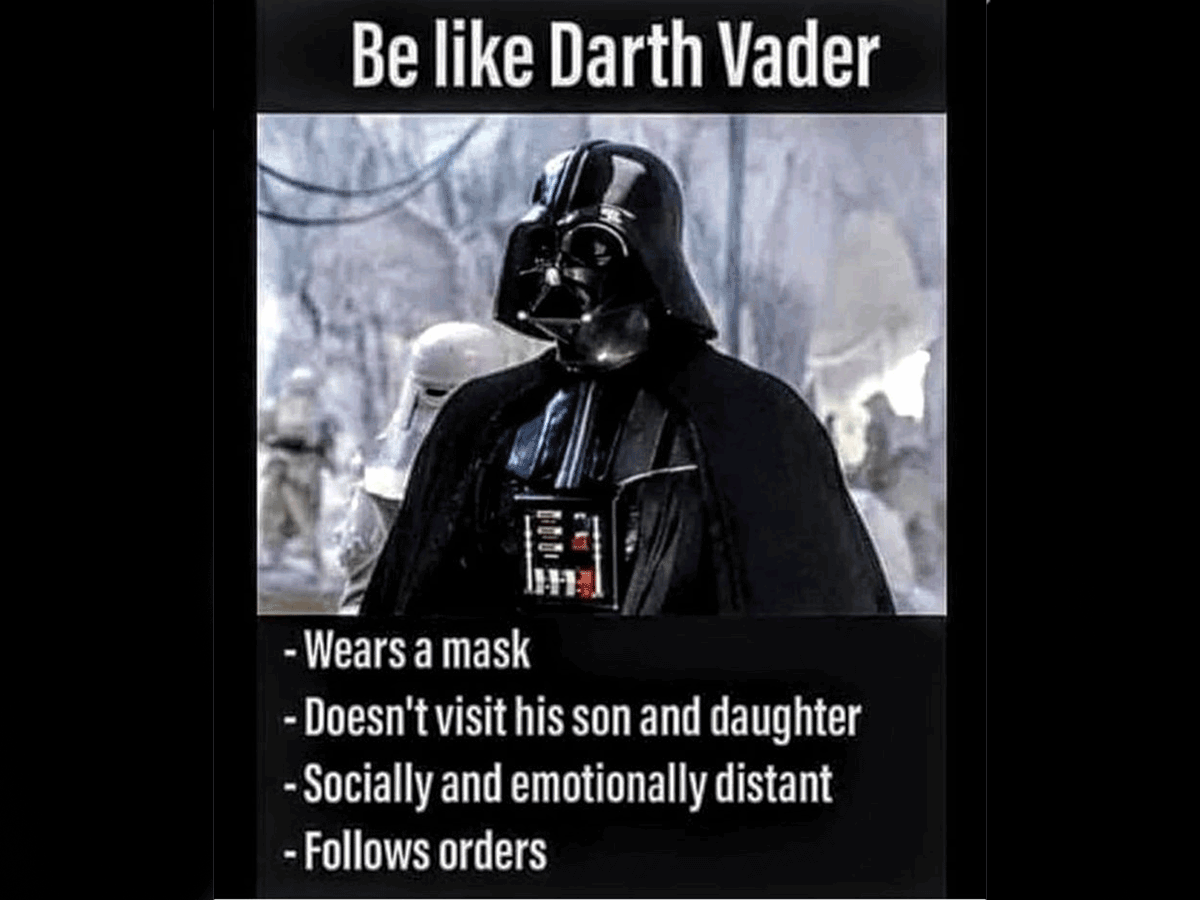 Be like Darth Vader
- Wears a mask
- Doesn't visit his son and daughter
- Socially and emotionally distant
- Follows orders